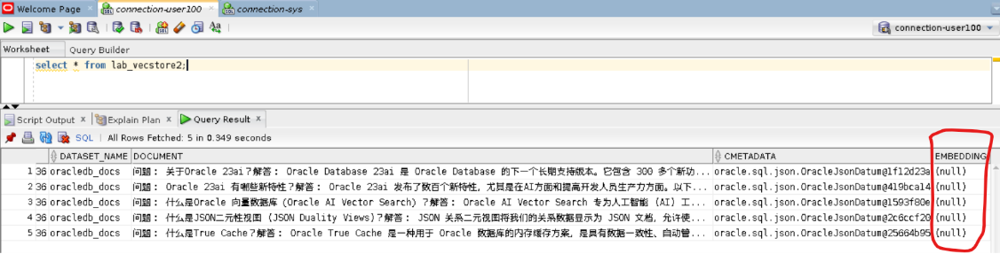 Welcome Page × connection-user100 × connection-sys ×
connection-user100
Worksheet Query Builder
select * from lab_vecstore2;
Script Output × Explain Plan × Query Result ×
SQL | All Rows Fetched: 5 in 0.349 seconds
DATASET_NAME DOCUMENT CMETADATA EMBEDDING
1 36 oracledb_docs 问题： 关于Oracle 23ai？解答： Oracle Database 23ai 是 Oracle Database 的下一个长期支持版本。它包含 300 多个新功... oracle.sql.json.OracleJsonDatum@1f12d23a (null)
2 36 oracledb_docs 问题： Oracle 23ai 有哪些新特性？解答： Oracle 23ai 发布了数百个新特性，尤其是在AI方面和提高开发人员生产力方面。以下... oracle.sql.json.OracleJsonDatum@419bca14 (null)
3 36 oracledb_docs 问题： 什么是Oracle 向量数据库 (Oracle AI Vector Search) ？解答： Oracle AI Vector Search 专为人工智能 (AI) 工... oracle.sql.json.OracleJsonDatum@1593f80e (null)
4 36 oracledb_docs 问题： 什么是JSON二元性视图 (JSON Duality Views)？解答： JSON 关系二元视图将我们的关系数据显示为 JSON 文档，允许使... oracle.sql.json.OracleJsonDatum@2c6ccf20 (null)
5 36 oracledb_docs 问题： 什么是True Cache？解答： Oracle True Cache 是一种用于 Oracle 数据库的内存缓存方案，是具有数据一致性、自动管... oracle.sql.json.OracleJsonDatum@25664b95 (null)